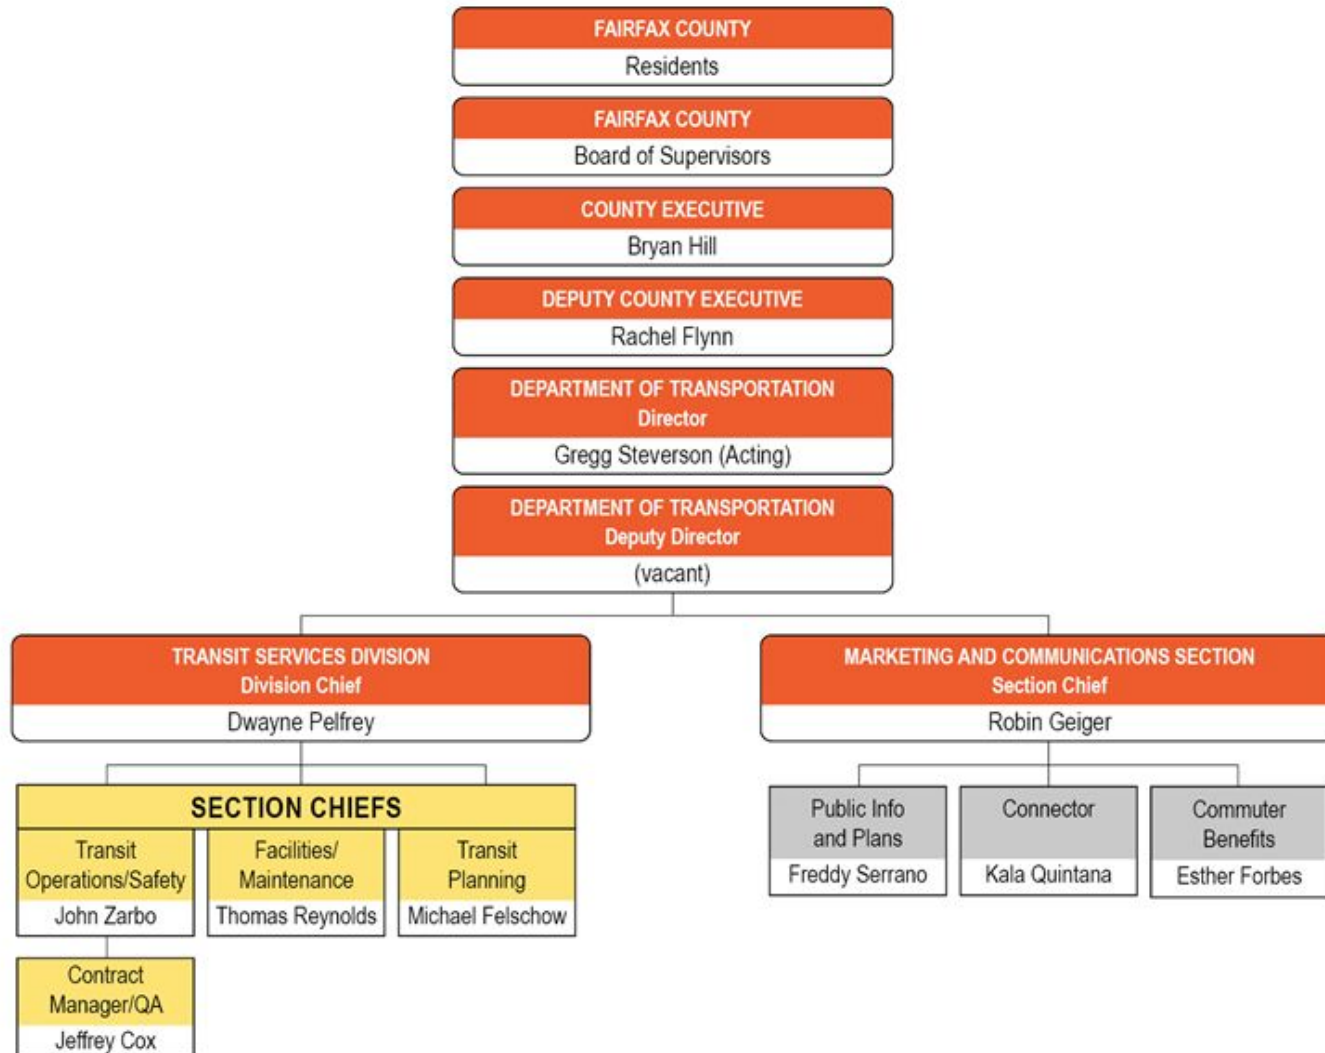 FAIRFAX COUNTY
Residents
FAIRFAX COUNTY
Board of Supervisors
COUNTY EXECUTIVE
Bryan Hill
DEPUTY COUNTY EXECUTIVE
Rachel Flynn
DEPARTMENT OF TRANSPORTATION
Director
Gregg Steverson (Acting)
DEPARTMENT OF TRANSPORTATION
Deputy Director
(vacant)
TRANSIT SERVICES DIVISION
Division Chief
Dwayne Pelfrey
MARKETING AND COMMUNICATIONS SECTION
Section Chief
Robin Geiger
SECTION CHIEFS
Transit
Operations/Safety
John Zarbo
Facilities/
Maintenance
Thomas Reynolds
Transit
Planning
Michael Felschow
Contract
Manager/QA
Jeffrey Cox
Public Info
and Plans
Freddy Serrano
Connector
Kala Quintana
Commuter
Benefits
Esther Forbes